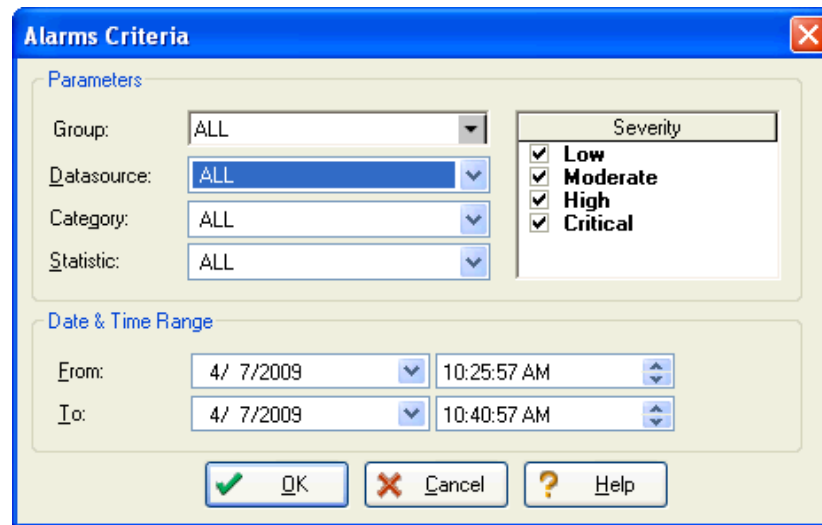 Alarms Criteria
Parameters
Group: ALL
Datasource: ALL
Category: ALL
Statistic: ALL
Severity
Low
Moderate
High
Critical
Date & Time Range
From: 4/ 7/2009 10:25:57 AM
To: 4/ 7/2009 10:40:57 AM
OK Cancel Help